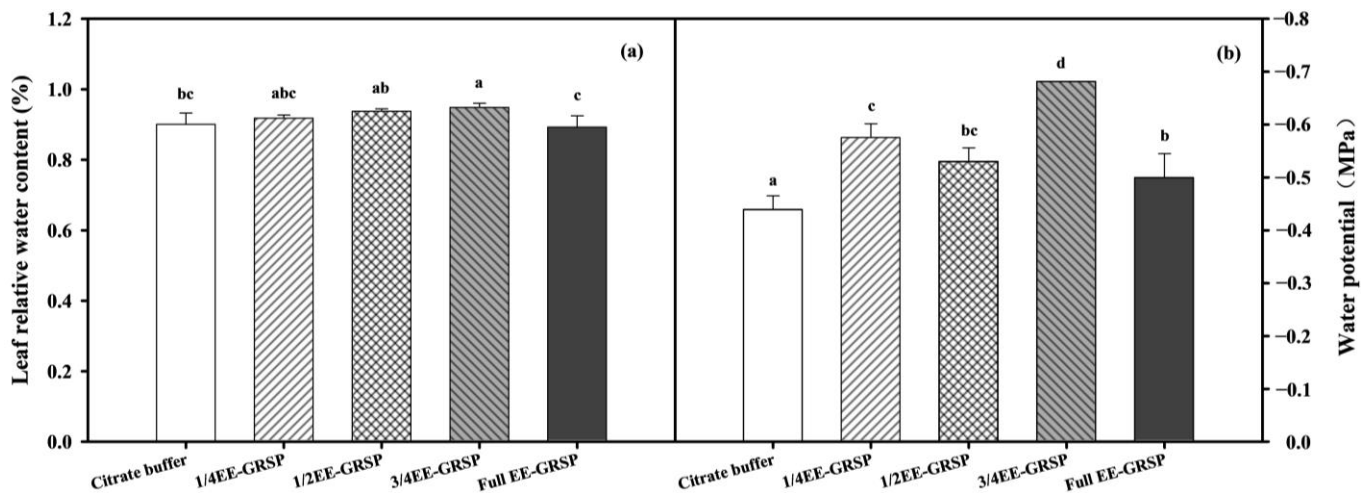 Leaf relative water content (%)
1.2
1.0
0.8
0.6
0.4
0.2
0.0
(a)
bc
abc
ab
a
c
Citrate buffer
1/4EE-GRSP
1/2EE-GRSP
3/4EE-GRSP
Full EE-GRSP
(b)
a
c
bc
d
b
Citrate buffer
1/4EE-GRSP
1/2EE-GRSP
3/4EE-GRSP
Full EE-GRSP
−0.8
−0.7
−0.6
−0.5
−0.4
−0.3
−0.2
−0.1
0.0
Water potential（MPa）